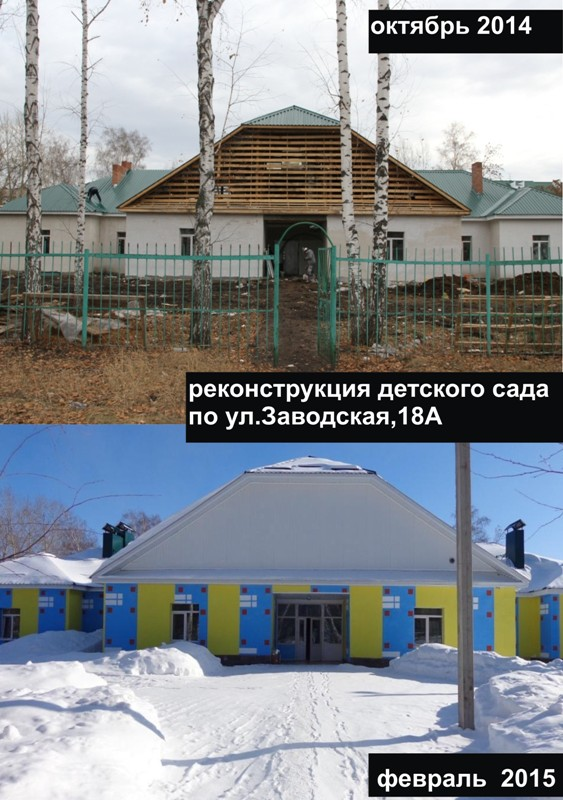 октябрь 2014
реконструкция детского сада
по ул.Заводская,18А
февраль 2015